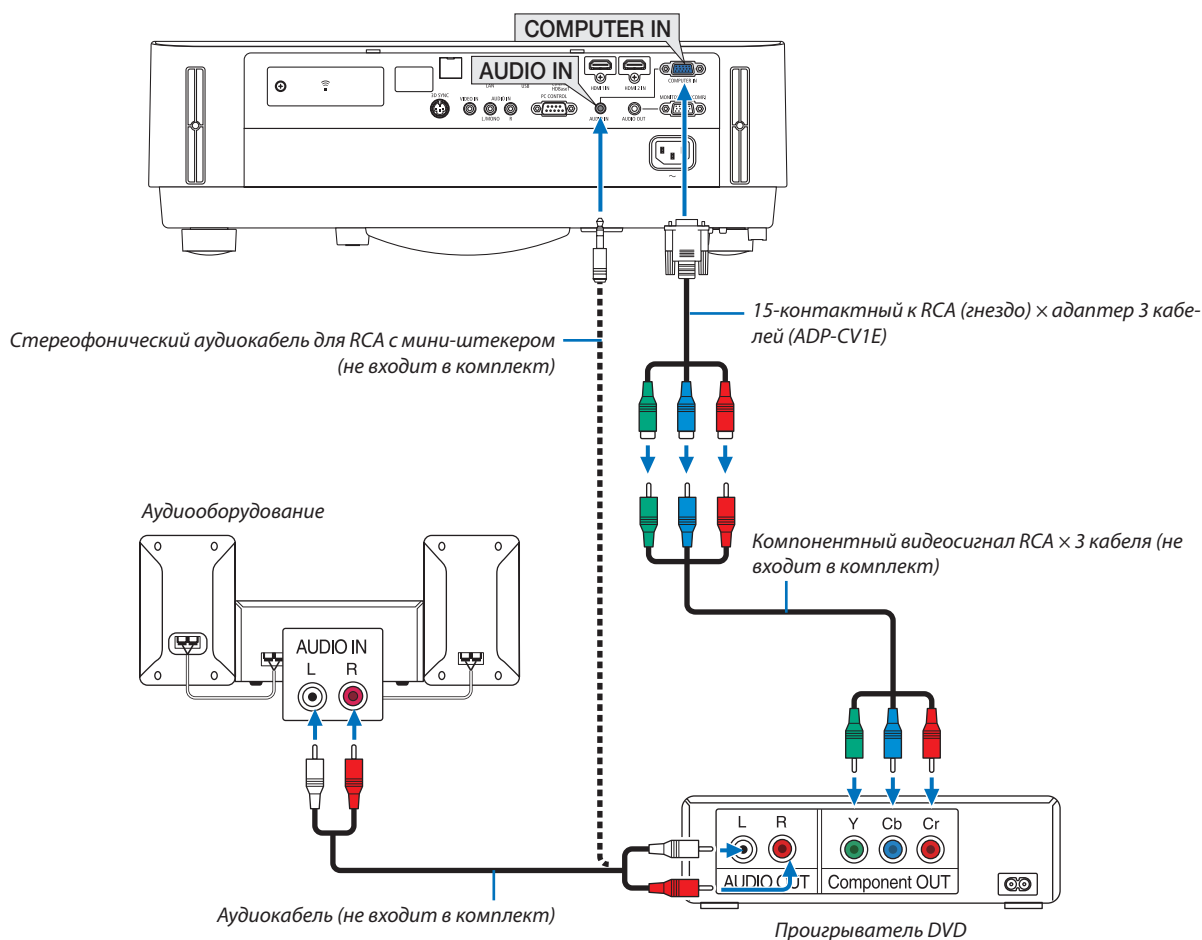 COMPUTER IN
AUDIO IN
LAN
USB
HDBaseT
HDMI 1 IN
HDMI 2 IN
COMPUTER IN
3D SYNC
VIDEO IN
AUDIO IN
L/MONO
R
PC CONTROL
AUDIO IN
AUDIO OUT
Стереофонический аудиокабель для RCA с мини-штекером
(не входит в комплект)
15-контактный к RCA (гнездо) × адаптер 3 кабе-
лей (ADP-CV1E)
Аудиооборудование
AUDIO IN
L R
Компонентный видеосигнал RCA × 3 кабеля (не
входит в комплект)
L R
AUDIO OUT
Y Cb Cr
Component OUT
Аудиокабель (не входит в комплект)
Проигрыватель DVD